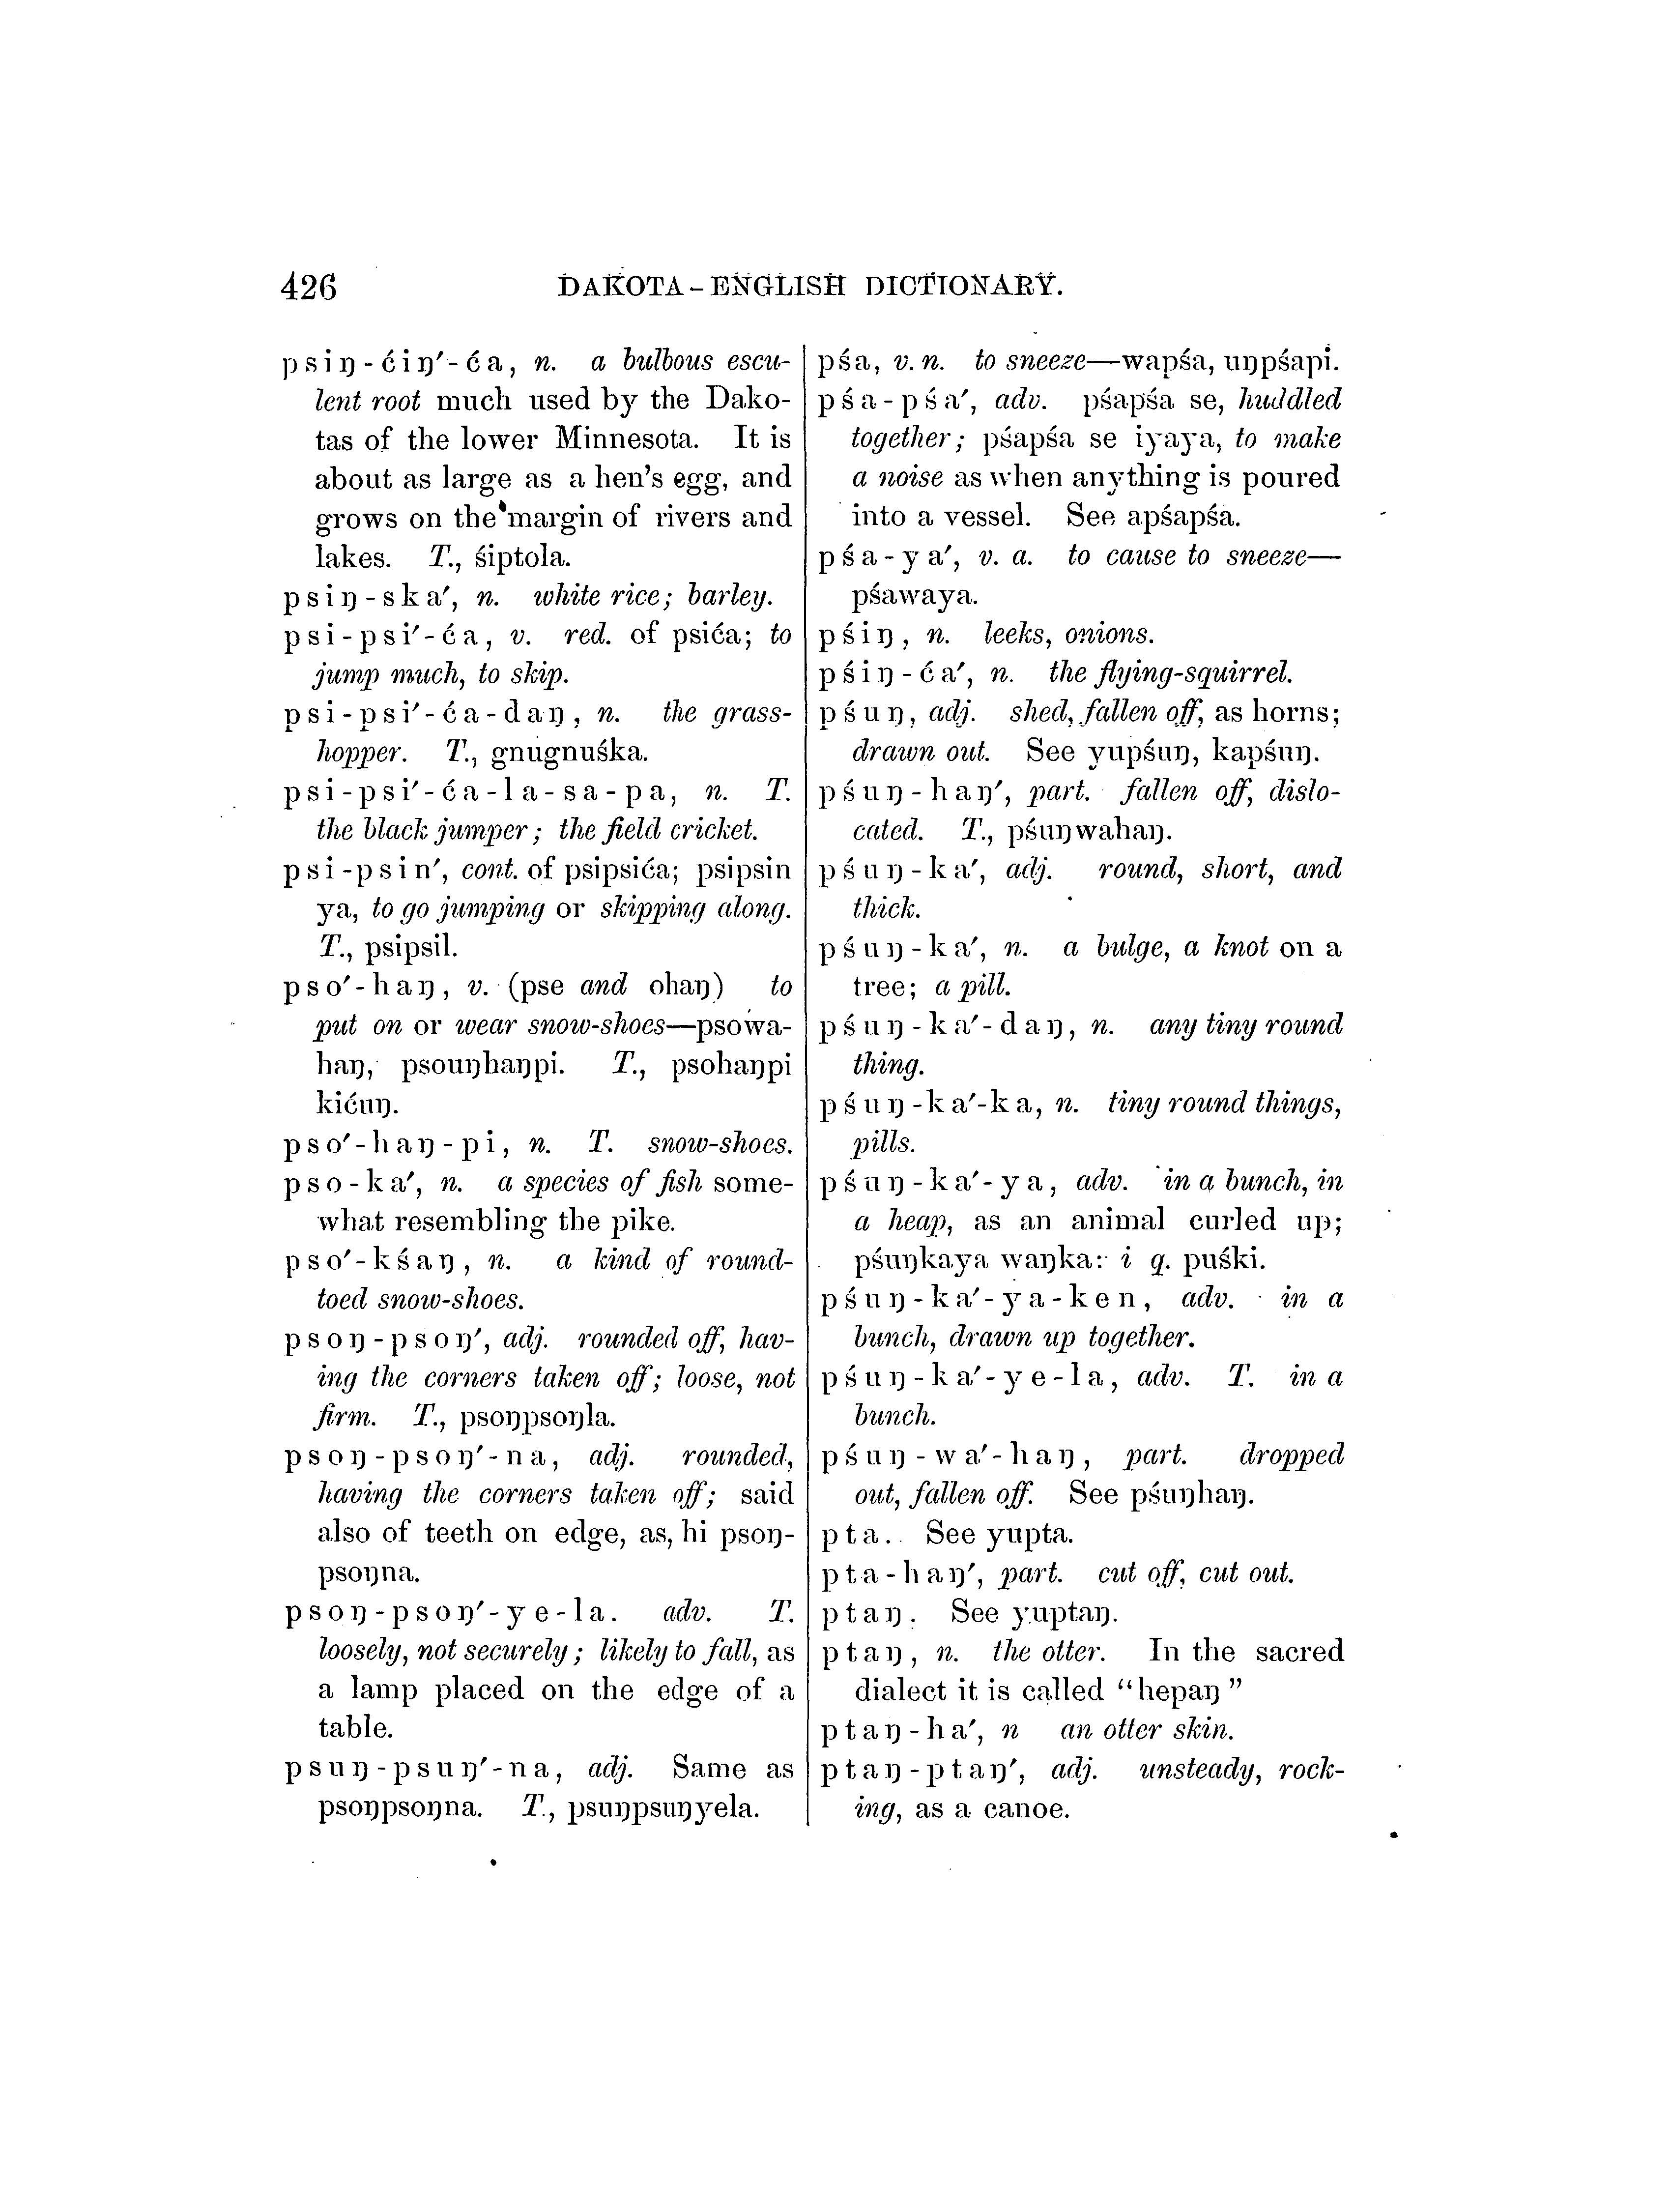 426 DAKOTA-ENGLISH DICTIONARY.
psiŋ-ćiŋ′-ća, n. a bulbous escu-
lent root much used by the Dako-
tas of the lower Minnesota. It is
about as large as a hen's egg, and
grows on the margin of rivers and
lakes. T., śiptola.
psiŋ-ska′, n. white rice; barley.
psi-psi′-ća, v. red. of psića; to
jump much, to skip.
psi-psi′-ća-daŋ, n. the grass-
hopper. T., gnugnuśka.
psi-psi′-ća-la-sa-pa, n. T.
the black jumper; the field cricket.
psi-psin′, cont. of psipsića; psipsin
ya, to go jumping or skipping along.
T., psipsil.
pso′-haŋ, v. (pse and ohaŋ) to
put on or wear snow-shoes—psowa-
haŋ, psouŋhaŋpi. T., psohaŋpi
kićuŋ.
pso′-haŋ-pi, n. T. snow-shoes.
pso-ka′, n. a species of fish some-
what resembling the pike.
pso′-kśaŋ, n. a kind of round-
toed snow-shoes.
psoŋ-psoŋ′, adj. rounded off, hav-
ing the corners taken off; loose, not
firm. T., psoŋpsoŋla.
psoŋ-psoŋ′-na, adj. rounded,
having the corners taken off; said
also of teeth on edge, as, hi psoŋ-
psoŋna.
psoŋ-psoŋ′-ye-la. adv. T.
loosely, not securely; likely to fall, as
a lamp placed on the edge of a
table.
psuŋ-psuŋ′-na, adj. Same as
psoŋpsoŋna. T., psuŋpsuŋyela.
pśa, v. n. to sneeze—wapśa, uŋpśapi.
pśa-pśa′, adv. pśapśa se, huddled
together; pśapśa se iyaya, to make
a noise as when anything is poured
into a vessel. See apśapśa.
pśa-ya′, v. a. to cause to sneeze—
pśawaya.
pśiŋ, n. leeks, onions.
pśiŋ-ća′, n. the flying-squirrel.
pśuŋ, adj. shed, fallen off, as horns;
drawn out. See yupśuŋ, kapśuŋ.
pśuŋ-haŋ′, part. fallen off, dislo-
cated. T., pśuŋwahaŋ.
pśuŋ-ka′, adj. round, short, and
thick.
pśuŋ-ka′, n. a bulge, a knot on a
tree; a pill.
pśuŋ-ka′-daŋ, n. any tiny round
thing.
pśuŋ-ka′-ka, n. tiny round things,
pills.
pśuŋ-ka′-ya, adv. in a bunch, in
a heap, as an animal curled up;
pśuŋkaya waŋka: i q. puśki.
pśuŋ-ka′-ya-ken, adv. in a
bunch, drawn up together.
pśuŋ-ka′-ye-la, adv. T. in a
bunch.
pśuŋ-wa′-haŋ, part. dropped
out, fallen off. See pśuŋhaŋ.
pta. See yupta.
pta-haŋ′, part. cut off, cut out.
ptaŋ. See yuptaŋ.
ptaŋ, n. the otter. In the sacred
dialect it is called "hepaŋ"
ptaŋ-ha′, n an otter skin.
ptaŋ-ptaŋ′, adj. unsteady, rock-
ing, as a canoe.